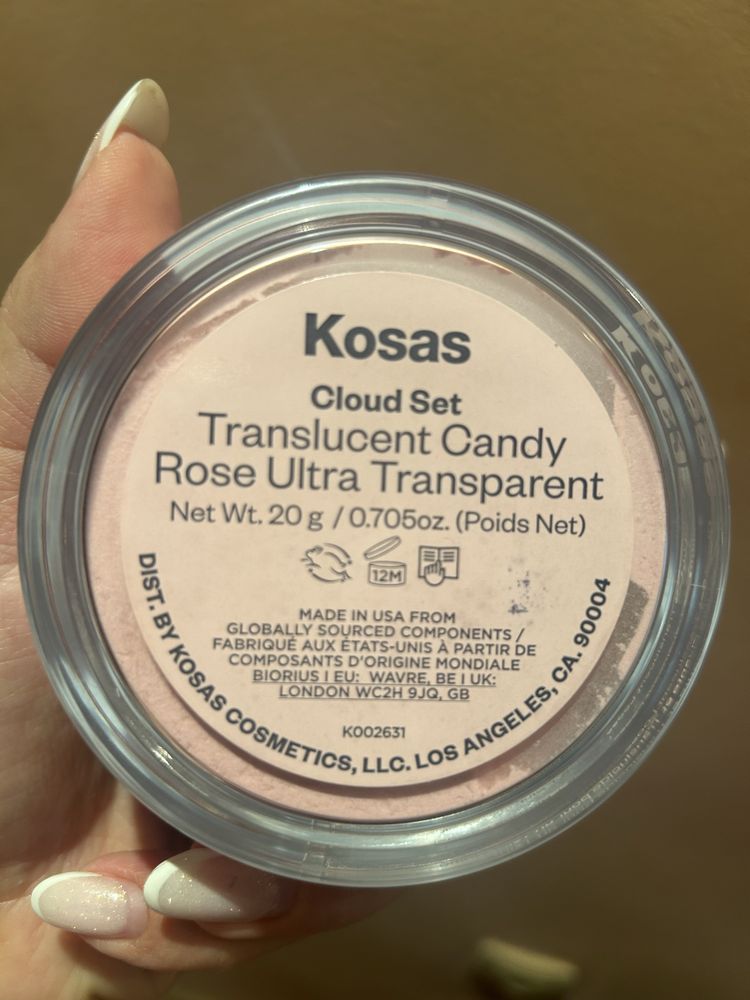 Kosas
Cloud Set
Translucent Candy
Rose Ultra Transparent
Net Wt. 20 g / 0.705oz. (Poids Net)
12M
MADE IN USA FROM
GLOBALLY SOURCED COMPONENTS /
FABRIQUÉ AUX ÉTATS-UNIS À PARTIR DE
COMPOSANTS D'ORIGINE MONDIALE
BIORIUS I EU: WAVRE, BE I UK:
LONDON WC2H 9JQ, GB
K002631
DIST. BY KOSAS COSMETICS, LLC. LOS ANGELES, CA. 90004